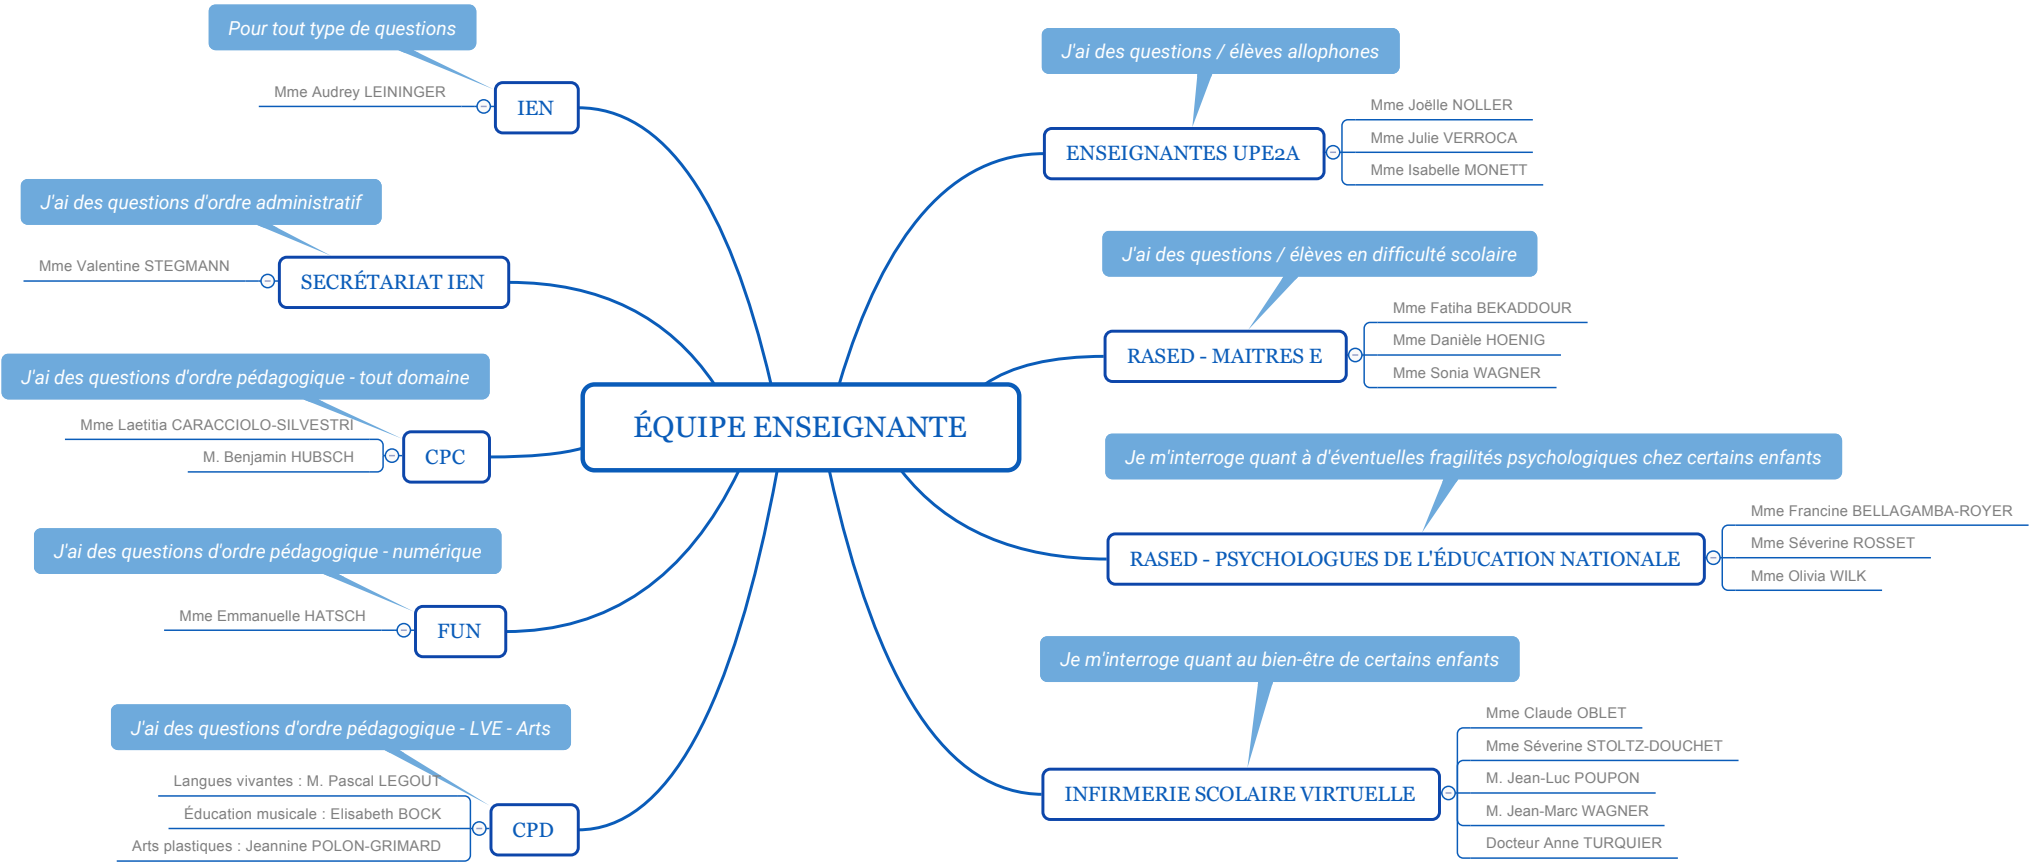 Pour tout type de questions
Mme Audrey LEININGER
IEN
J'ai des questions d'ordre administratif
Mme Valentine STEGMANN
SECRÉTARIAT IEN
J'ai des questions d'ordre pédagogique - tout domaine
Mme Laetitia CARACCIOLO-SILVESTRI
M. Benjamin HUBSCH
CPC
J'ai des questions d'ordre pédagogique - numérique
Mme Emmanuelle HATSCH
FUN
J'ai des questions d'ordre pédagogique - LVE - Arts
Langues vivantes : M. Pascal LEGOUT
Éducation musicale : Elisabeth BOCK
Arts plastiques : Jeannine POLON-GRIMARD
CPD
ÉQUIPE ENSEIGNANTE
J'ai des questions / élèves allophones
ENSEIGNANTES UPE2A
Mme Joëlle NOLLER
Mme Julie VERROCA
Mme Isabelle MONETT
J'ai des questions / élèves en difficulté scolaire
RASED - MAITRES E
Mme Fatiha BEKADDOUR
Mme Danièle HOENIG
Mme Sonia WAGNER
Je m'interroge quant à d'éventuelles fragilités psychologiques chez certains enfants
RASED - PSYCHOLOGUES DE L'ÉDUCATION NATIONALE
Mme Francine BELLAGAMBA-ROYER
Mme Séverine ROSSET
Mme Olivia WILK
Je m'interroge quant au bien-être de certains enfants
INFIRMERIE SCOLAIRE VIRTUELLE
Mme Claude OBLET
Mme Séverine STOLTZ-DOUCHET
M. Jean-Luc POUPON
M. Jean-Marc WAGNER
Docteur Anne TURQUIER